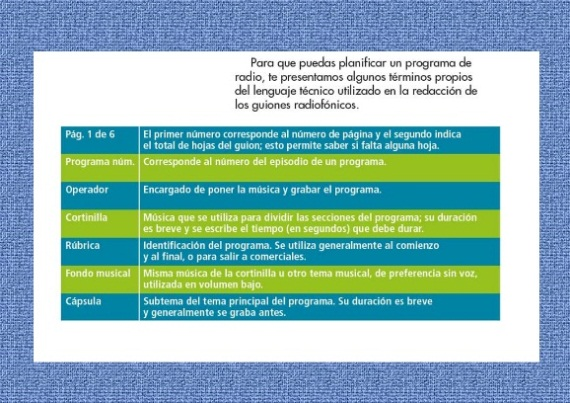 Para que puedas planificar un programa de
radio, te presentamos algunos términos propios
del lenguaje técnico utilizado en la redacción de
los guiones radiofónicos.
Pág. 1 de 6 El primer número corresponde al número de página y el segundo indica
el total de hojas del guion; esto permite saber si falta alguna hoja.
Programa núm. Corresponde al número del episodio de un programa.
Operador Encargado de poner la música y grabar el programa.
Cortinilla Música que se utiliza para dividir las secciones del programa; su duración
es breve y se escribe el tiempo (en segundos) que debe durar.
Rúbrica Identificación del programa. Se utiliza generalmente al comienzo
y al final, o para salir a comerciales.
Fondo musical Misma música de la cortinilla u otro tema musical, de preferencia sin voz,
utilizada en volumen bajo.
Cápsula Subtema del tema principal del programa. Su duración es breve
y generalmente se graba antes.